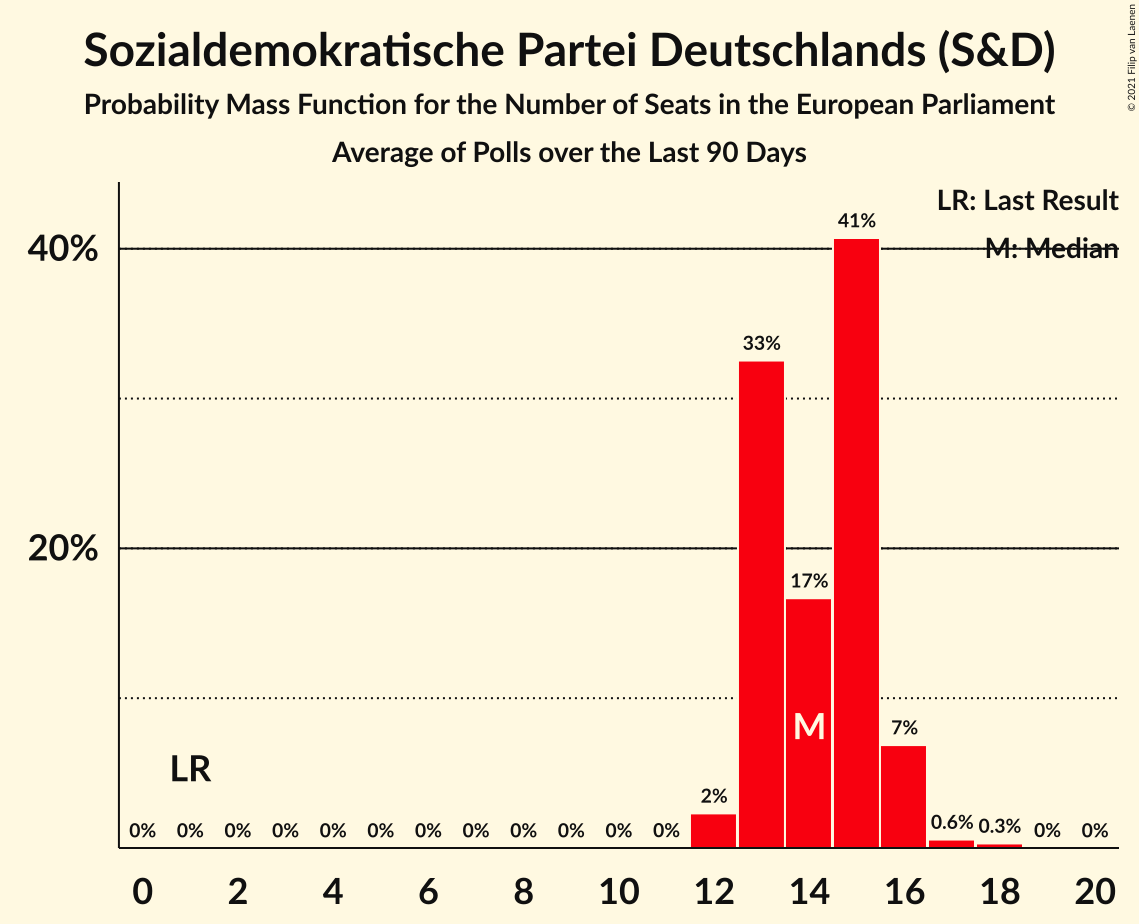 Sozialdemokratische Partei Deutschlands (S&D)
Probability Mass Function for the Number of Seats in the European Parliament
Average of Polls over the Last 90 Days
© 2021 Filip van Laenen
LR: Last Result
M: Median
40%
20%
41%
33%
17%
M
7%
LR
2%
0% 0% 0% 0% 0% 0% 0% 0% 0% 0% 0% 0% 0.6% 0.3% 0% 0%
0 2 4 6 8 10 12 14 16 18 20